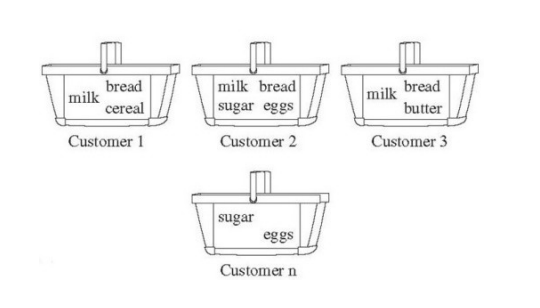 milk bread
cereal
Customer 1
milk bread
sugar eggs
Customer 2
milk bread
butter
Customer 3
sugar
eggs
Customer n